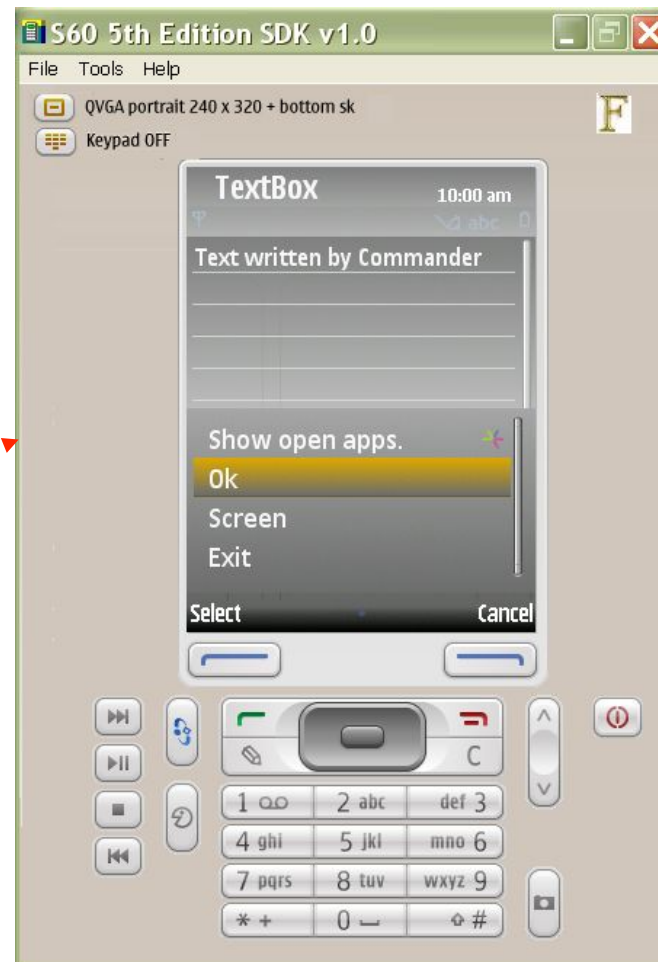 S60 5th Edition SDK v1.0
File Tools Help
QVGA portrait 240 x 320 + bottom sk
F
Keypad OFF
TextBox
10:00 am
abc
Text written by Commander
Show open apps.
Ok
Screen
Exit
Select Cancel
C
1 2 abc def 3
4 ghi 5 jkl mno 6
7 pqrs 8 tuv wxyz 9
* + 0 #